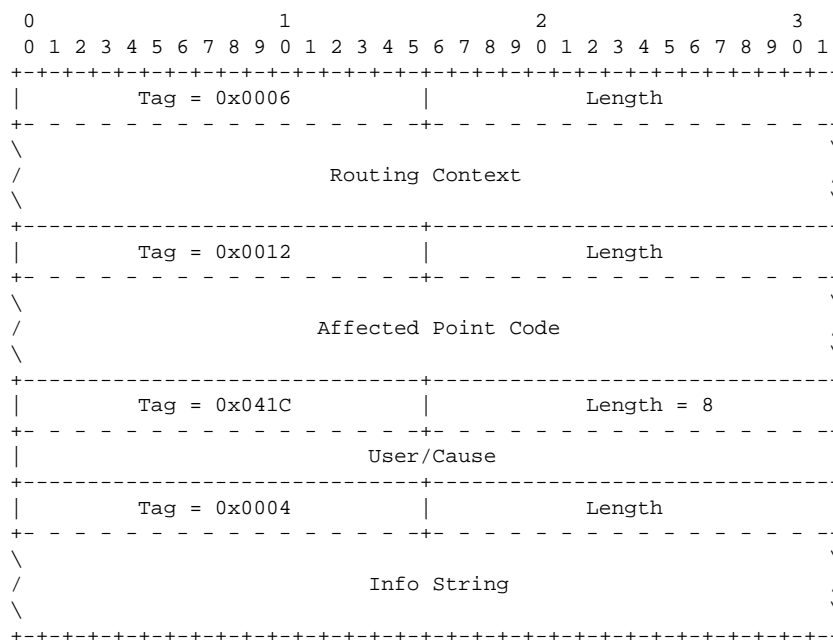 0                   1                   2                   3
0 1 2 3 4 5 6 7 8 9 0 1 2 3 4 5 6 7 8 9 0 1 2 3 4 5 6 7 8 9 0 1
+-+-+-+-+-+-+-+-+-+-+-+-+-+-+-+-+-+-+-+-+-+-+-+-+-+-+-+-+-+-+-+-
|         Tag = 0x0006          |            Length
+- - - - - - - - - - - - - - - -+- - - - - - - - - - - - - - - --
\                                                               \
/                        Routing Context                        .
\                                                               \
+-------------------------------+--------------------------------
|         Tag = 0x0012          |            Length
+- - - - - - - - - - - - - - - -+- - - - - - - - - - - - - - - --
\                                                               \
/                       Affected Point Code                     .
\                                                               \
+-------------------------------+--------------------------------
|         Tag = 0x041C          |            Length = 8
+- - - - - - - - - - - - - - - -+- - - - - - - - - - - - - - - --
|                           User/Cause
+-------------------------------+--------------------------------
|         Tag = 0x0004          |            Length
+- - - - - - - - - - - - - - - -+- - - - - - - - - - - - - - - --
\                                                               \
/                           Info String                         .
\                                                               \
+-+-+-+-+-+-+-+-+-+-+-+-+-+-+-+-+-+-+-+-+-+-+-+-+-+-+-+-+-+-+-+-